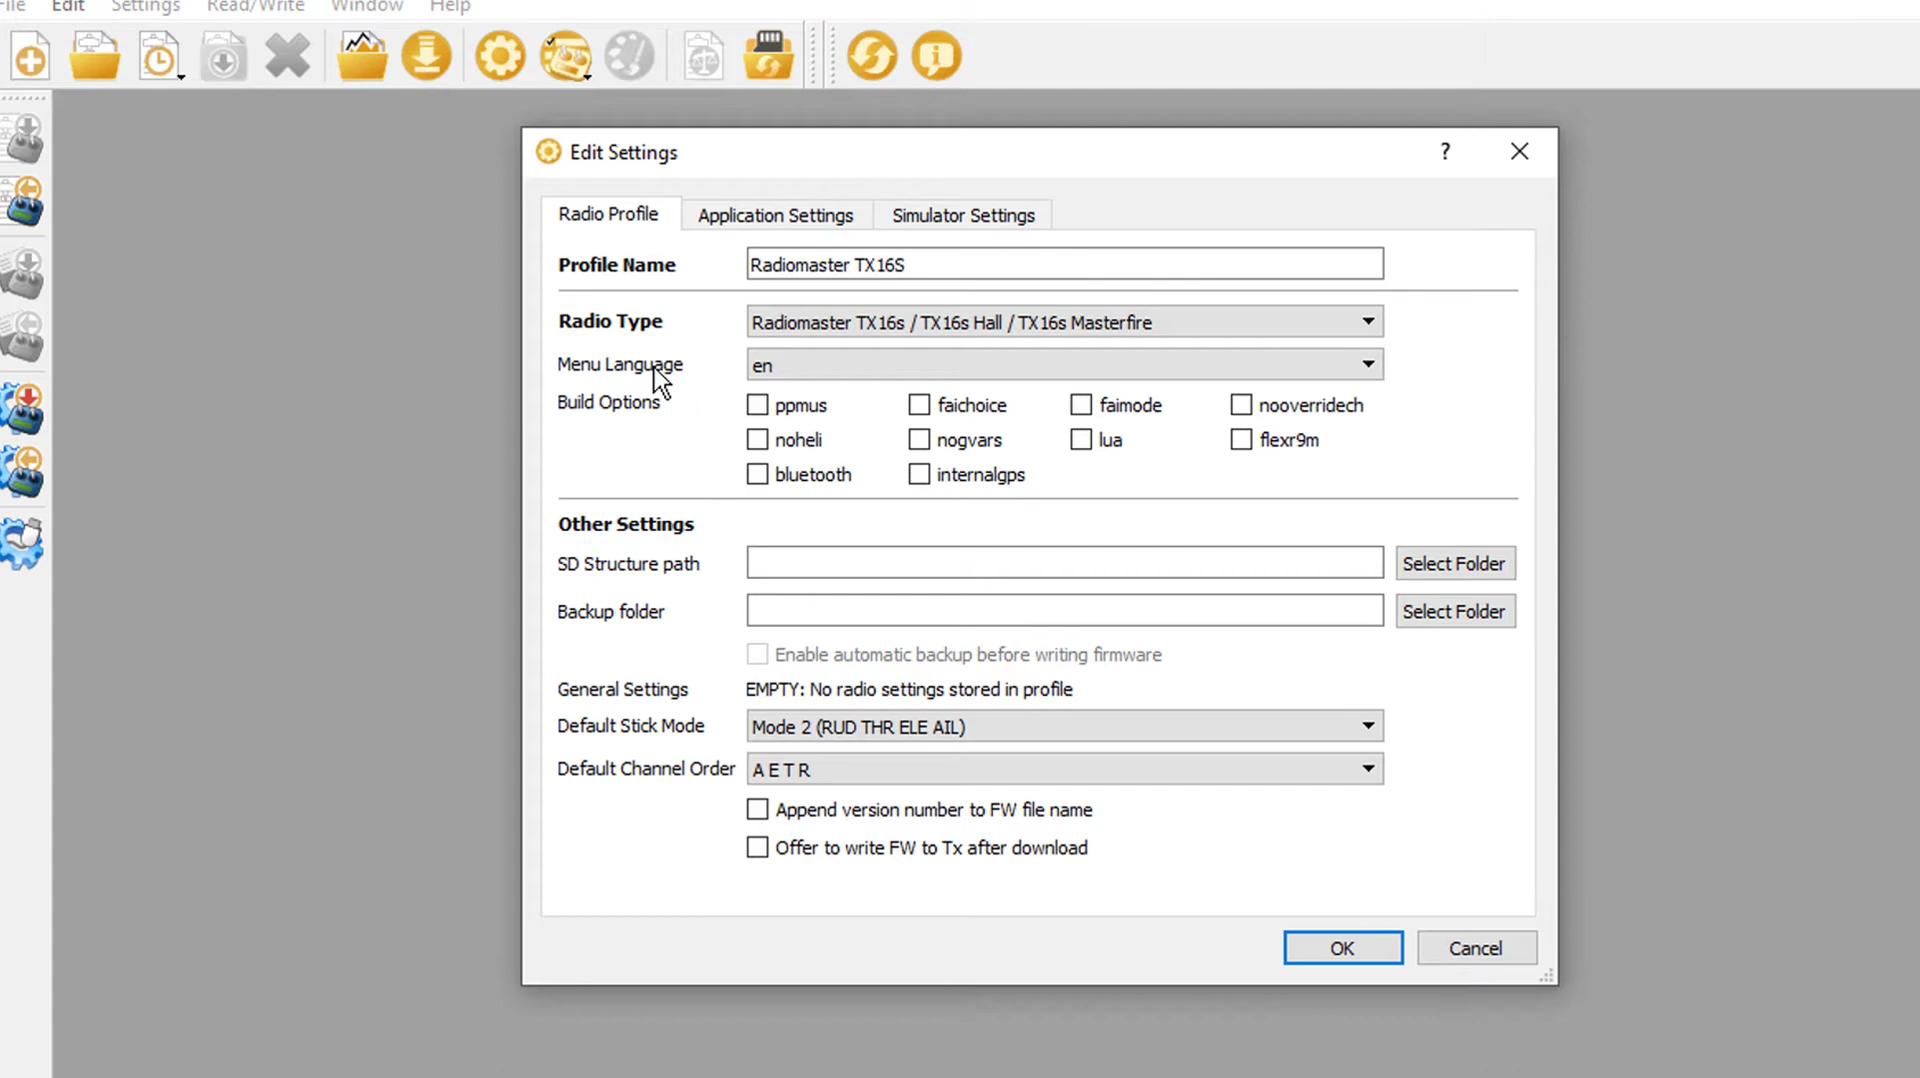 File Edit Settings Read/Write Window Help
Edit Settings ?
Radio Profile Application Settings Simulator Settings
Profile Name Radiomaster TX16S
Radio Type Radiomaster TX16s / TX16s Hall / TX16s Masterfire
Menu Language en
Build Options ppmus faichoice faimode nooverridech
noheli nogvars lua flexr9m
bluetooth internalgps
Other Settings
SD Structure path Select Folder
Backup folder Select Folder
Enable automatic backup before writing firmware
General Settings EMPTY: No radio settings stored in profile
Default Stick Mode Mode 2 (RUD THR ELE AIL)
Default Channel Order A E T R
Append version number to FW file name
Offer to write FW to Tx after download
OK Cancel